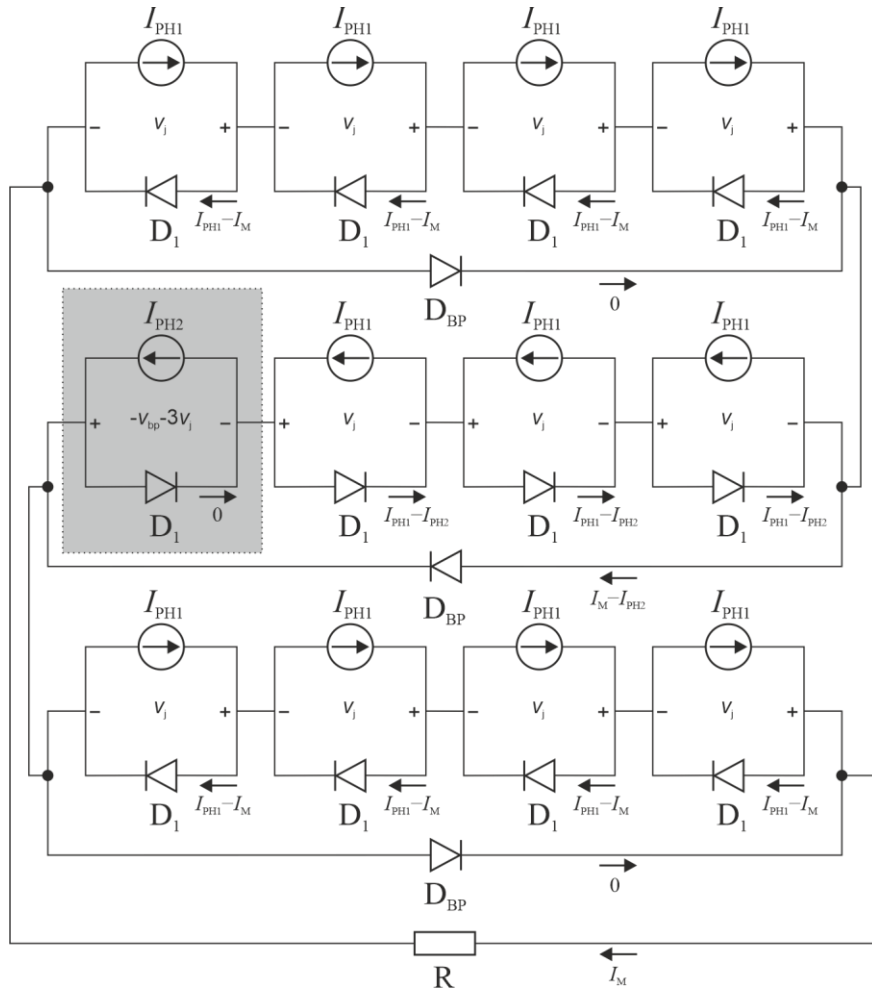 I_PH1 I_PH1 I_PH1 I_PH1
- v_j + - v_j + - v_j + - v_j +
I_PH1–I_M I_PH1–I_M I_PH1–I_M I_PH1–I_M
D_1 D_1 D_1 D_1
D_BP 0
I_PH2 I_PH1 I_PH1 I_PH1
+ -v_bp-3v_j - + v_j - + v_j - + v_j -
0 I_PH1–I_PH2 I_PH1–I_PH2 I_PH1–I_PH2
D_1 D_1 D_1 D_1
D_BP I_M–I_PH2
I_PH1 I_PH1 I_PH1 I_PH1
- v_j + - v_j + - v_j + - v_j +
I_PH1–I_M I_PH1–I_M I_PH1–I_M I_PH1–I_M
D_1 D_1 D_1 D_1
D_BP 0
R I_M